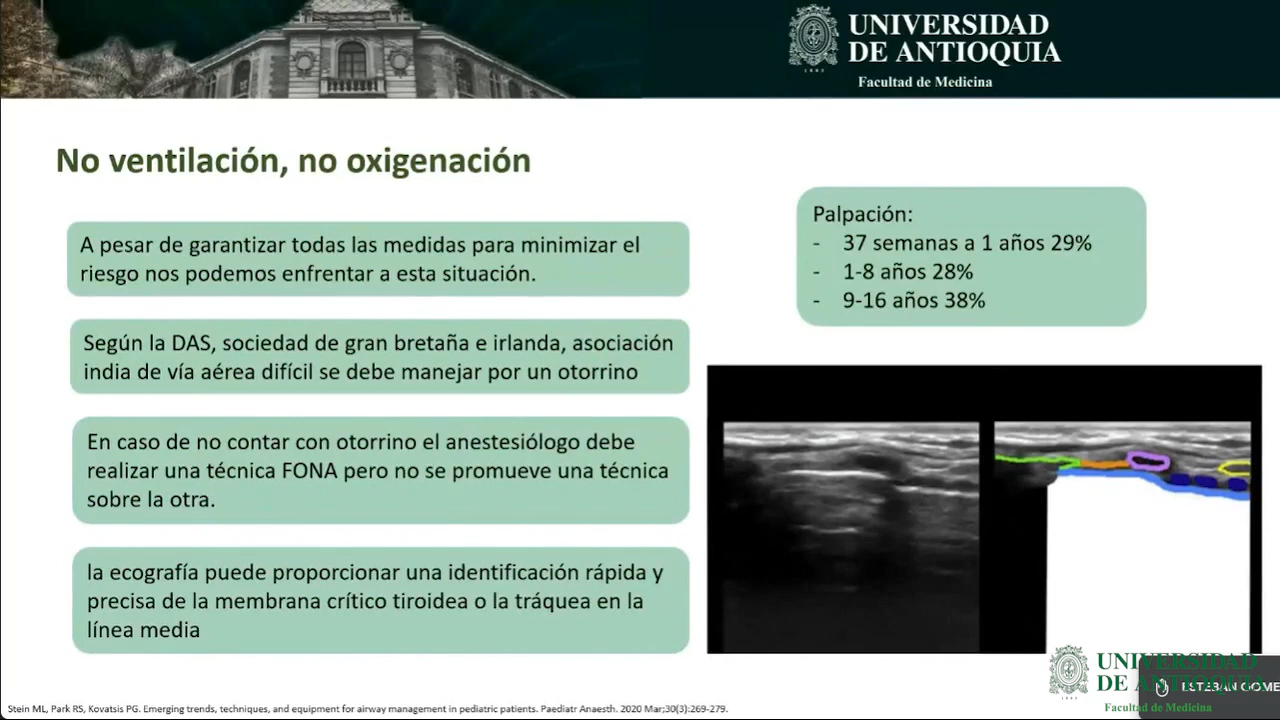 UNIVERSIDAD
DE ANTIOQUIA
1803
Facultad de Medicina
No ventilación, no oxigenación
A pesar de garantizar todas las medidas para minimizar el
riesgo nos podemos enfrentar a esta situación.
Según la DAS, sociedad de gran bretaña e irlanda, asociación
india de vía aérea difícil se debe manejar por un otorrino
En caso de no contar con otorrino el anestesiólogo debe
realizar una técnica FONA pero no se promueve una técnica
sobre la otra.
la ecografía puede proporcionar una identificación rápida y
precisa de la membrana crítico tiroidea o la tráquea en la
línea media
Palpación:
- 37 semanas a 1 años 29%
- 1-8 años 28%
- 9-16 años 38%
UNIVERSIDAD
DE ANTIOQUIA
Facultad de Medicina
ESTEBAN GOME
Stein ML, Park RS, Kovatsis PG. Emerging trends, techniques, and equipment for airway management in pediatric patients. Paediatr Anaesth. 2020 Mar;30(3):269-279.